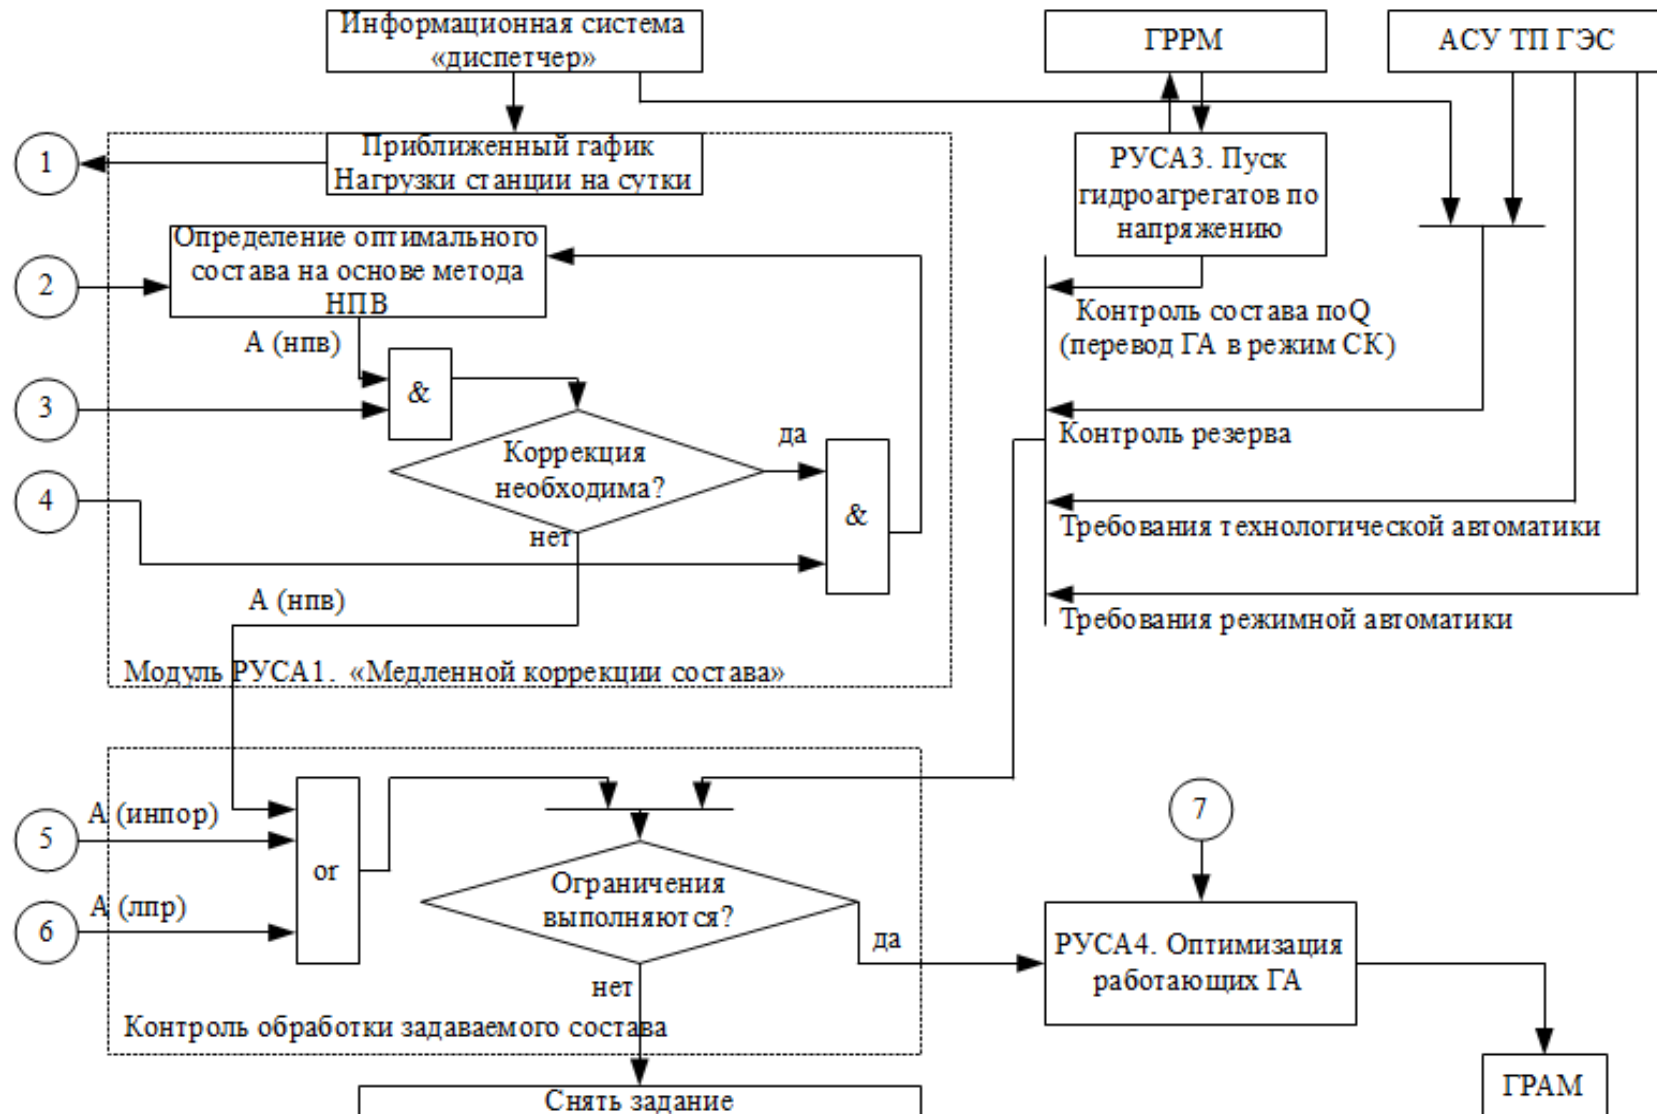 Информационная система
«диспетчер»
ГРРМ
АСУ ТП ГЭС
1
Приближенный гафик
Нагрузки станции на сутки
РУСА3. Пуск
гидроагрегатов по
напряжению
2
Определение оптимального
состава на основе метода
НПВ
А (нпв)
Контроль состава поQ
(перевод ГА в режим СК)
3
&
Коррекция
необходима?
да
нет
Контроль резерва
4
&
Требования технологической автоматики
А (нпв)
Требования режимной автоматики
Модуль РУСА1. «Медленной коррекции состава»
5
А (инпор)
6
А (лпр)
or
Ограничения
выполняются?
да
нет
7
РУСА4. Оптимизация
работающих ГА
Контроль обработки задаваемого состава
Снять задание
ГРАМ